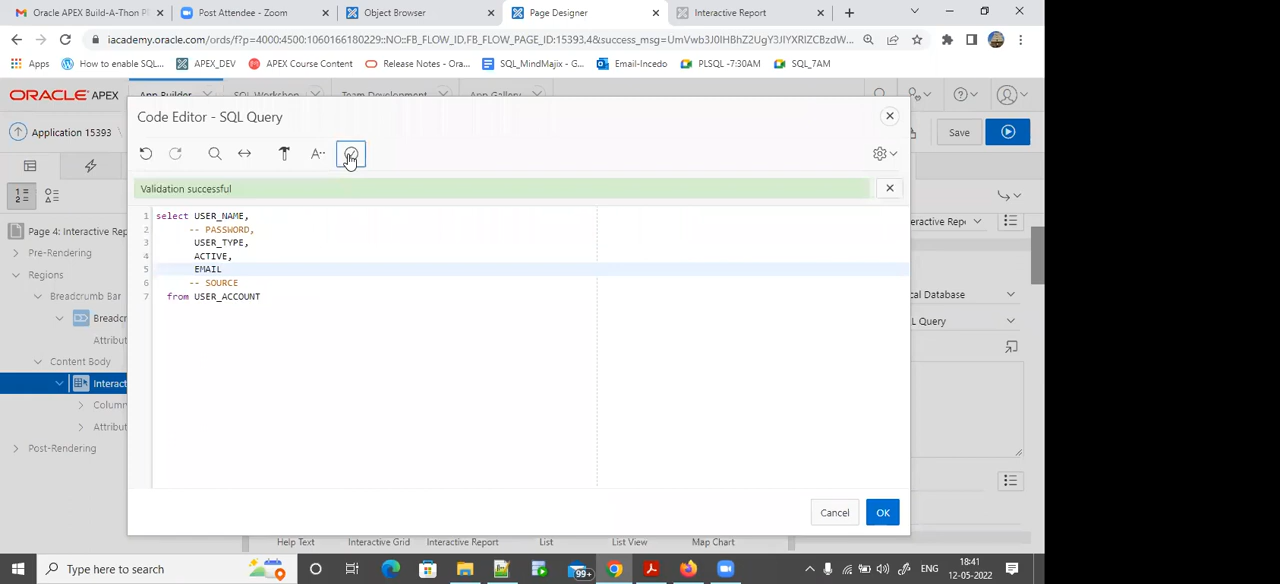 Oracle APEX Build-A-Thon P
Post Attendee - Zoom
Object Browser
Page Designer
Interactive Report
iacademy.oracle.com/ords/f?p=4000:4500:1060166180229::NO::FB_FLOW_ID,FB_FLOW_PAGE_ID:15393,4&success_msg=UmVwb3J0IHBhZ2UgY3JlYXRlZCBzdW...
Apps
How to enable SQL...
APEX_DEV
APEX Course Content
Release Notes - Ora...
SQL_MindMajix - G...
Email-Incedo
PLSQL -7:30AM
SQL_7AM
ORACLE APEX
App Builder
SQL Workshop
Team Development
App Gallery
Application 15393
Save
Code Editor - SQL Query
Validation successful
1 select USER_NAME,
2 -- PASSWORD,
3 USER_TYPE,
4 ACTIVE,
5 EMAIL
6 -- SOURCE
7 from USER_ACCOUNT
Page 4: Interactive Rep
Pre-Rendering
Regions
Breadcrumb Bar
Breadcr
Attribut
Content Body
Interact
Column
Attribut
Post-Rendering
eractive Repo
cal Database
L Query
Cancel
OK
Help Text
Interactive Grid
Interactive Report
List
List View
Map Chart
Type here to search
99+
ENG
18:41
12-05-2022